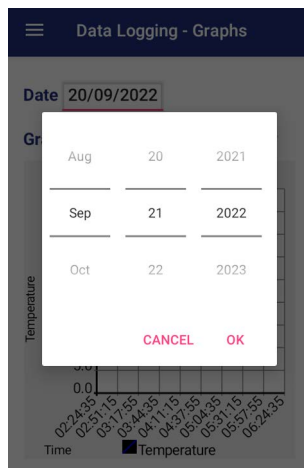 Data Logging - Graphs
Date 20/09/2022
Gr
Aug 20 2021
Sep 21 2022
Oct 22 2023
CANCEL OK
Temperature
0.0
02:24:35 02:51:15 03:17:55 03:44:35 04:11:15 04:37:55 05:04:35 05:31:15 05:57:55 06:24:35
Time Temperature